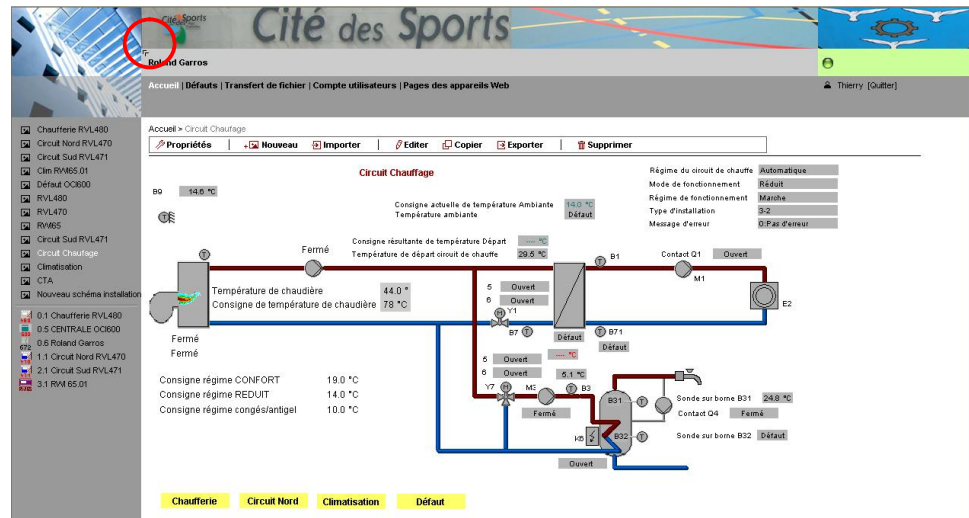 Cité Sports
Cité des Sports
Roland Garros
Accueil | Défauts | Transfert de fichier | Compte utilisateurs | Pages des appareils Web
Thierry [Quitter]
Chaufferie RVL480
Circuit Nord RVL470
Circuit Sud RVL471
Clim RWI65.01
Défaut OCI600
RVL480
RVL470
RWI65
Circuit Sud RVL471
Circuit Chaufage
Climatisation
CTA
Nouveau schéma installation
0.1 Chaufferie RVL480
0.5 CENTRALE OCI600
672 0.6 Roland Garros
1.1 Circuit Nord RVL470
2.1 Circuit Sud RVL471
3.1 RWI 65.01
Accueil > Circuit Chaufage
Propriétés | Nouveau Importer | Editer Copier Exporter | Supprimer
Circuit Chauffage
Régime du circuit de chauffe Automatique
Mode de fonctionnement Réduit
Régime de fonctionnement Marche
Type d'installation 3-2
Message d'erreur 0:Pas d'erreur
B9 14.6 °C
T
Consigne actuelle de température Ambiante 14.0 °C
Température ambiante Défaut
Consigne résultante de température Départ ---- °C
Température de départ circuit de chauffe 29.5 °C
T
Fermé
T B1
Contact Q1 Ouvert
M1
E2
Température de chaudière 44.0 °
Consigne de température de chaudière 78 °C
5 Ouvert
6 Ouvert
M Y1
B7 T
Défaut
T B71
Défaut
Fermé
Fermé
5 Ouvert ---- °C
6 Ouvert 5.1 °C
Y7 M M3 T B3
Fermé
Consigne régime CONFORT 19.0 °C
Consigne régime REDUIT 14.0 °C
Consigne régime congés/antigel 10.0 °C
B31 T
Sonde sur borne B31 24.8 °C
Contact Q4 Fermé
K6
B32 T
Sonde sur borne B32 Défaut
Ouvert
Chaufferie
Circuit Nord
Climatisation
Défaut